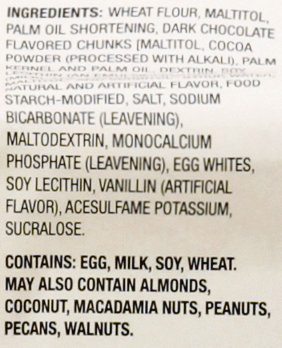 INGREDIENTS: WHEAT FLOUR, MALTITOL,
PALM OIL SHORTENING, DARK CHOCOLATE
FLAVORED CHUNKS [MALTITOL, COCOA
POWDER (PROCESSED WITH ALKALI), PALM
KERNEL AND PALM OIL, DEXTRIN, SOY
LECITHIN (AN EMULSIFIER)
NATURAL AND ARTIFICIAL FLAVOR, FOOD
STARCH-MODIFIED, SALT, SODIUM
BICARBONATE (LEAVENING),
MALTODEXTRIN, MONOCALCIUM
PHOSPHATE (LEAVENING), EGG WHITES,
SOY LECITHIN, VANILLIN (ARTIFICIAL
FLAVOR), ACESULFAME POTASSIUM,
SUCRALOSE.
CONTAINS: EGG, MILK, SOY, WHEAT.
MAY ALSO CONTAIN ALMONDS,
COCONUT, MACADAMIA NUTS, PEANUTS,
PECANS, WALNUTS.